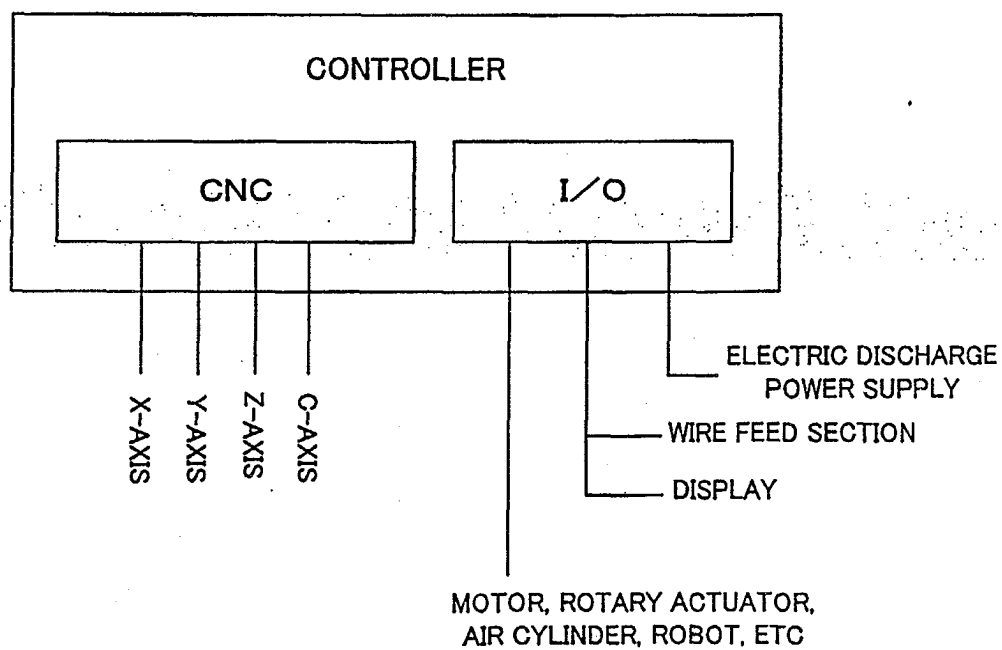 CONTROLLER
CNC
I/O
X-AXIS
Y-AXIS
Z-AXIS
C-AXIS
ELECTRIC DISCHARGE
POWER SUPPLY
WIRE FEED SECTION
DISPLAY
MOTOR, ROTARY ACTUATOR,
AIR CYLINDER, ROBOT, ETC